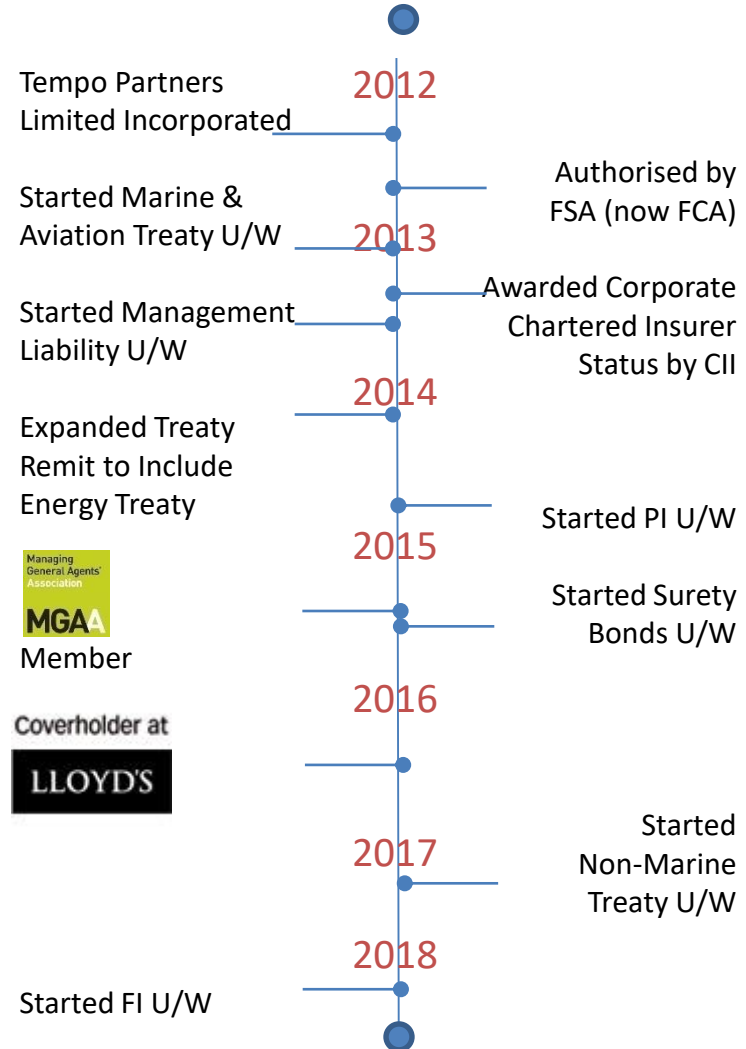 2012
Tempo Partners
Limited Incorporated
Authorised by
FSA (now FCA)
Started Marine &
Aviation Treaty U/W
2013
Awarded Corporate
Chartered Insurer
Status by CII
Started Management
Liability U/W
2014
Expanded Treaty
Remit to Include
Energy Treaty
Started PI U/W
2015
Managing
General Agents'
Association
MGAA
Member
Started Surety
Bonds U/W
2016
Coverholder at
LLOYD'S
2017
Started
Non-Marine
Treaty U/W
2018
Started FI U/W